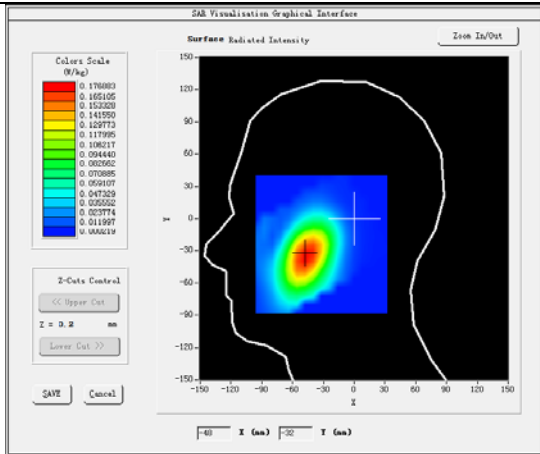 SAR Visualisation Graphical Interface
Surface Radiated Intensity
Zoom In/Out
Colors Scale
(W/kg)
0.176883
0.165105
0.153328
0.141550
0.129773
0.117995
0.106217
0.094440
0.082662
0.070885
0.059107
0.047329
0.035552
0.023774
0.011997
0.000219
Z-Cuts Control
<< Upper Cut
Z = 3.2 mm
Lower Cut >>
SAVE Cancel
150
120
90
60
30
0
-30
-60
-90
-120
-150
Y
-150 -120 -90 -60 -30 0 30 60 90 120 150
X
-48 X (mm) -32 Y (mm)